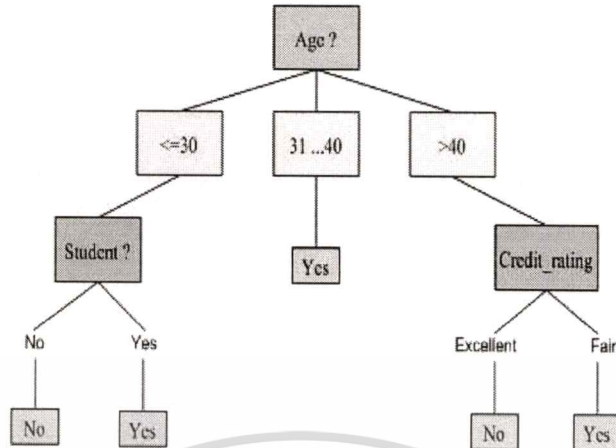 Age ?
<=30
31 ...40
>40
Student ?
Yes
Credit_rating
No
Yes
Excellent
Fair
No
Yes
No
Yes